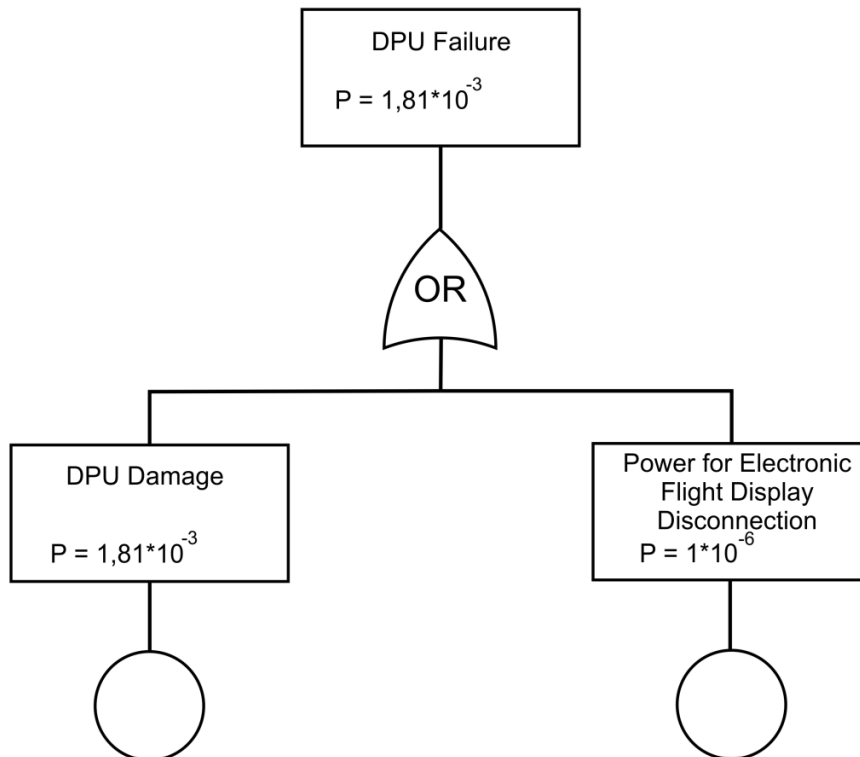 DPU Failure
P = 1,81*10^-3
OR
DPU Damage
P = 1,81*10^-3
Power for Electronic
Flight Display
Disconnection
P = 1*10^-6